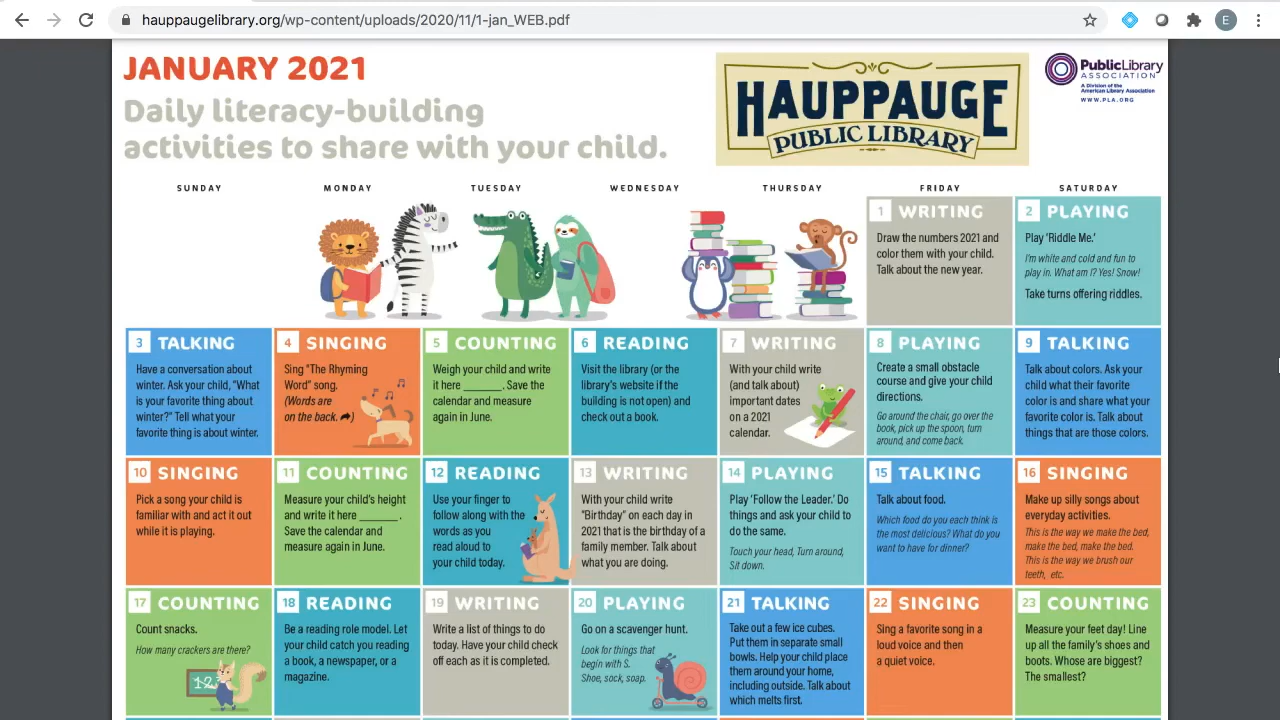 hauppaugelibrary.org/wp-content/uploads/2020/11/1-jan_WEB.pdf
E
JANUARY 2021
Daily literacy-building
activities to share with your child.
HAUPPAUGE
PUBLIC LIBRARY
PublicLibrary
ASSOCIATION
A Division of the
American Library Association
WWW.PLA.ORG
SUNDAY MONDAY TUESDAY WEDNESDAY THURSDAY FRIDAY SATURDAY
1 WRITING
Draw the numbers 2021 and
color them with your child.
Talk about the new year.
2 PLAYING
Play 'Riddle Me.'
I'm white and cold and fun to
play in. What am I? Yes! Snow!
Take turns offering riddles.
3 TALKING
Have a conversation about
winter. Ask your child, "What
is your favorite thing about
winter?" Tell what your
favorite thing is about winter.
4 SINGING
Sing "The Rhyming
Word" song.
(Words are
on the back. )
5 COUNTING
Weigh your child and write
it here ______. Save the
calendar and measure
again in June.
6 READING
Visit the library (or the
library's website if the
building is not open) and
check out a book.
7 WRITING
With your child write
(and talk about)
important dates
on a 2021
calendar.
8 PLAYING
Create a small obstacle
course and give your child
directions.
Go around the chair, go over the
book, pick up the spoon, turn
around, and come back.
9 TALKING
Talk about colors. Ask your
child what their favorite
color is and share what your
favorite color is. Talk about
things that are those colors.
10 SINGING
Pick a song your child is
familiar with and act it out
while it is playing.
11 COUNTING
Measure your child's height
and write it here ______ .
Save the calendar and
measure again in June.
12 READING
Use your finger to
follow along with the
words as you
read aloud to
your child today.
13 WRITING
With your child write
"Birthday" on each day in
2021 that is the birthday of a
family member. Talk about
what you are doing.
14 PLAYING
Play 'Follow the Leader.' Do
things and ask your child to
do the same.
Touch your head, Turn around,
Sit down.
15 TALKING
Talk about food.
Which food do you each think is
the most delicious? What do you
want to have for dinner?
16 SINGING
Make up silly songs about
everyday activities.
This is the way we make the bed,
make the bed, make the bed.
This is the way we brush our
teeth, etc.
17 COUNTING
Count snacks.
How many crackers are there?
18 READING
Be a reading role model. Let
your child catch you reading
a book, a newspaper, or a
magazine.
19 WRITING
Write a list of things to do
today. Have your child check
off each as it is completed.
20 PLAYING
Go on a scavenger hunt.
Look for things that
begin with S.
Shoe, sock, soap.
21 TALKING
Take out a few ice cubes.
Put them in separate small
bowls. Help your child place
them around your home,
including outside. Talk about
which melts first.
22 SINGING
Sing a favorite song in a
loud voice and then
a quiet voice.
23 COUNTING
Measure your feet day! Line
up all the family's shoes and
boots. Whose are biggest?
The smallest?